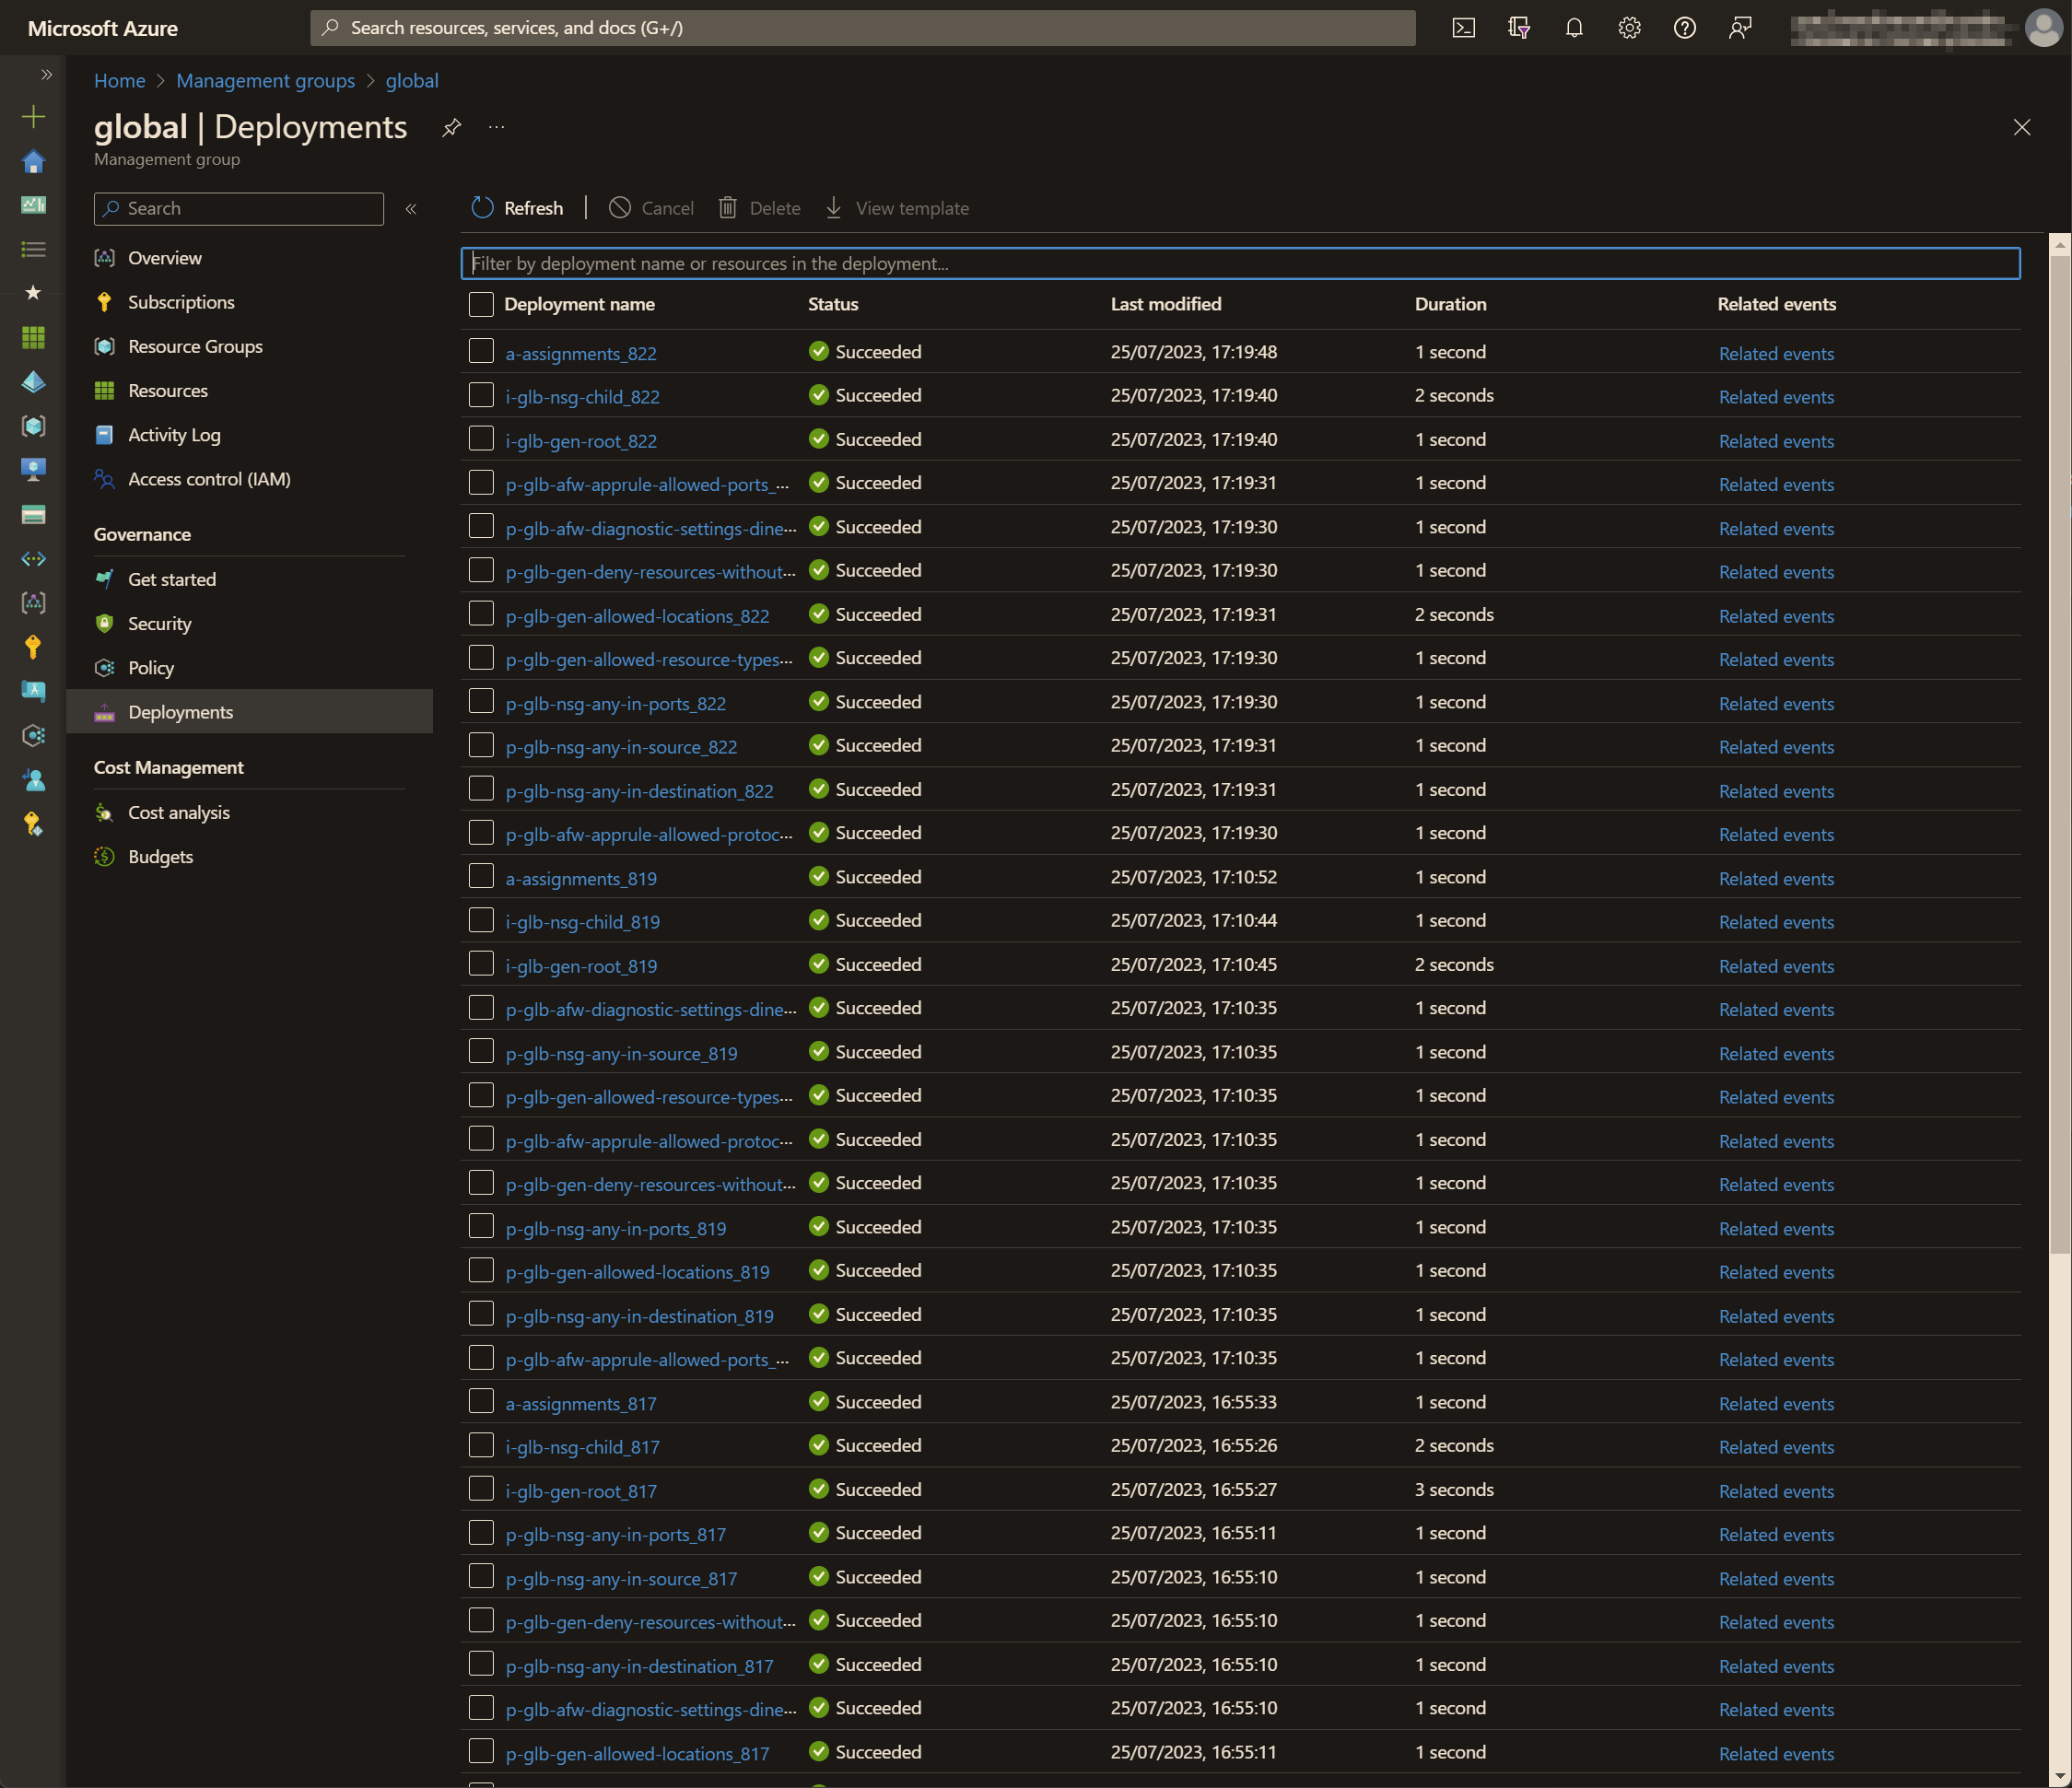 Microsoft Azure
Search resources, services, and docs (G+/)
Home > Management groups > global
global | Deployments ...
Management group
Search
Overview
Subscriptions
Resource Groups
Resources
Activity Log
Access control (IAM)
Governance
Get started
Security
Policy
Deployments
Cost Management
Cost analysis
Budgets
Refresh | Cancel Delete View template
Filter by deployment name or resources in the deployment...
Deployment name Status Last modified Duration Related events
a-assignments_822 Succeeded 25/07/2023, 17:19:48 1 second Related events
i-glb-nsg-child_822 Succeeded 25/07/2023, 17:19:40 2 seconds Related events
i-glb-gen-root_822 Succeeded 25/07/2023, 17:19:40 1 second Related events
p-glb-afw-apprule-allowed-ports_... Succeeded 25/07/2023, 17:19:31 1 second Related events
p-glb-afw-diagnostic-settings-dine... Succeeded 25/07/2023, 17:19:30 1 second Related events
p-glb-gen-deny-resources-without... Succeeded 25/07/2023, 17:19:30 1 second Related events
p-glb-gen-allowed-locations_822 Succeeded 25/07/2023, 17:19:31 2 seconds Related events
p-glb-gen-allowed-resource-types... Succeeded 25/07/2023, 17:19:30 1 second Related events
p-glb-nsg-any-in-ports_822 Succeeded 25/07/2023, 17:19:30 1 second Related events
p-glb-nsg-any-in-source_822 Succeeded 25/07/2023, 17:19:31 1 second Related events
p-glb-nsg-any-in-destination_822 Succeeded 25/07/2023, 17:19:31 1 second Related events
p-glb-afw-apprule-allowed-protoc... Succeeded 25/07/2023, 17:19:30 1 second Related events
a-assignments_819 Succeeded 25/07/2023, 17:10:52 1 second Related events
i-glb-nsg-child_819 Succeeded 25/07/2023, 17:10:44 1 second Related events
i-glb-gen-root_819 Succeeded 25/07/2023, 17:10:45 2 seconds Related events
p-glb-afw-diagnostic-settings-dine... Succeeded 25/07/2023, 17:10:35 1 second Related events
p-glb-nsg-any-in-source_819 Succeeded 25/07/2023, 17:10:35 1 second Related events
p-glb-gen-allowed-resource-types... Succeeded 25/07/2023, 17:10:35 1 second Related events
p-glb-afw-apprule-allowed-protoc... Succeeded 25/07/2023, 17:10:35 1 second Related events
p-glb-gen-deny-resources-without... Succeeded 25/07/2023, 17:10:35 1 second Related events
p-glb-nsg-any-in-ports_819 Succeeded 25/07/2023, 17:10:35 1 second Related events
p-glb-gen-allowed-locations_819 Succeeded 25/07/2023, 17:10:35 1 second Related events
p-glb-nsg-any-in-destination_819 Succeeded 25/07/2023, 17:10:35 1 second Related events
p-glb-afw-apprule-allowed-ports_... Succeeded 25/07/2023, 17:10:35 1 second Related events
a-assignments_817 Succeeded 25/07/2023, 16:55:33 1 second Related events
i-glb-nsg-child_817 Succeeded 25/07/2023, 16:55:26 2 seconds Related events
i-glb-gen-root_817 Succeeded 25/07/2023, 16:55:27 3 seconds Related events
p-glb-nsg-any-in-ports_817 Succeeded 25/07/2023, 16:55:11 1 second Related events
p-glb-nsg-any-in-source_817 Succeeded 25/07/2023, 16:55:10 1 second Related events
p-glb-gen-deny-resources-without... Succeeded 25/07/2023, 16:55:10 1 second Related events
p-glb-nsg-any-in-destination_817 Succeeded 25/07/2023, 16:55:10 1 second Related events
p-glb-afw-diagnostic-settings-dine... Succeeded 25/07/2023, 16:55:10 1 second Related events
p-glb-gen-allowed-locations_817 Succeeded 25/07/2023, 16:55:11 1 second Related events